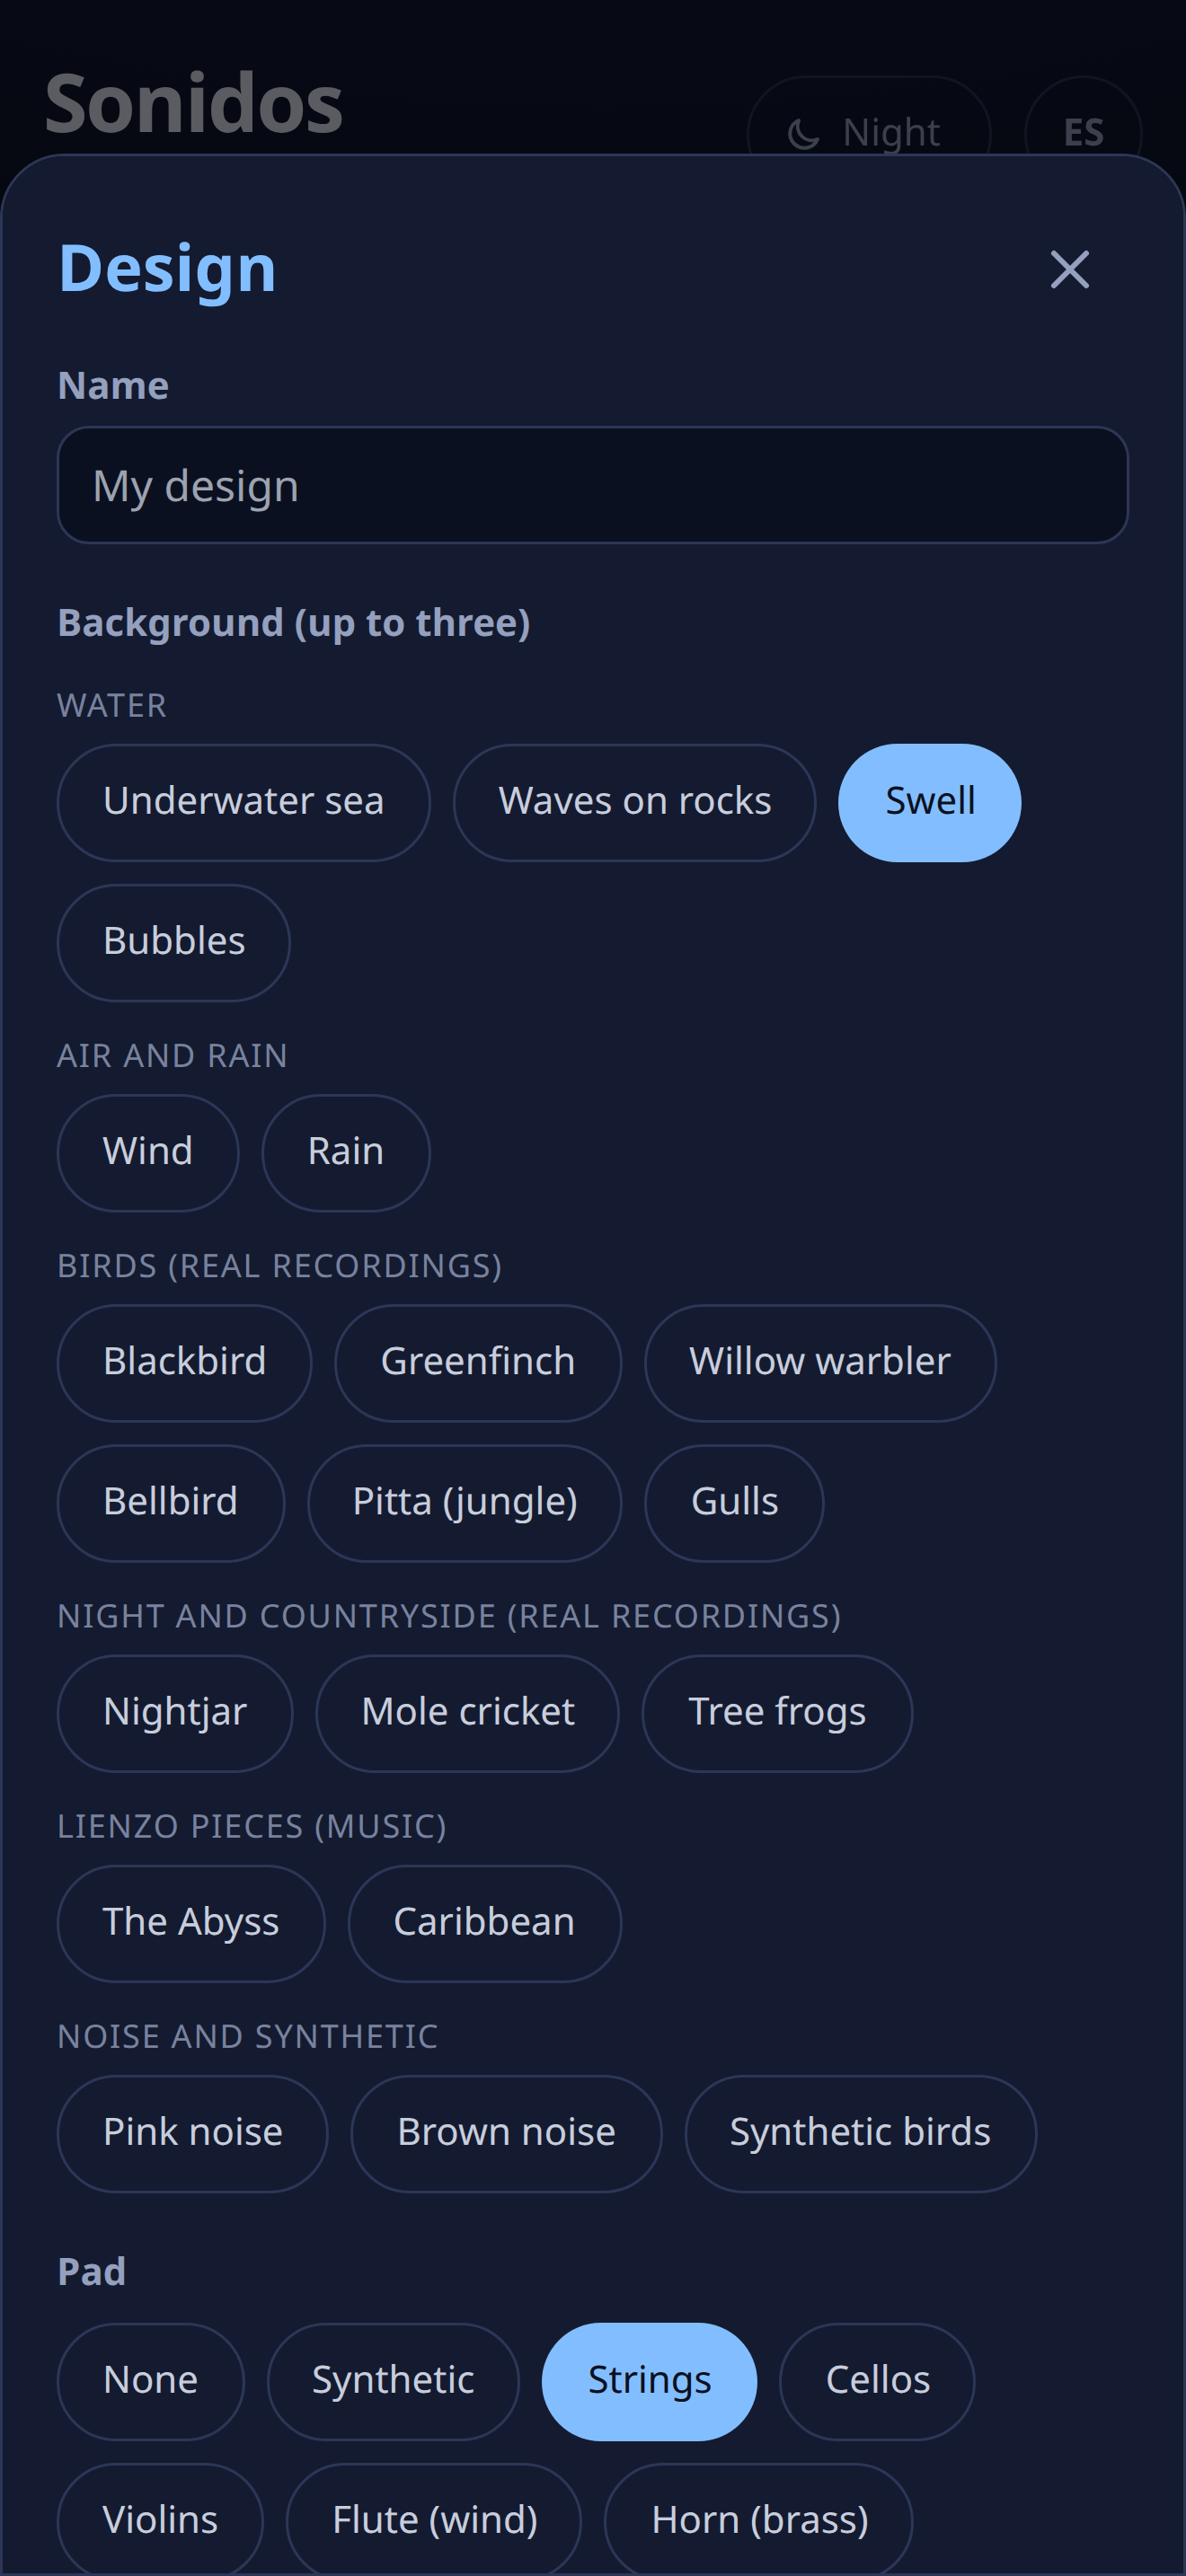 Sonidos
Night ES
Design
Name
My design
Background (up to three)
WATER
Underwater sea Waves on rocks Swell
Bubbles
AIR AND RAIN
Wind Rain
BIRDS (REAL RECORDINGS)
Blackbird Greenfinch Willow warbler
Bellbird Pitta (jungle) Gulls
NIGHT AND COUNTRYSIDE (REAL RECORDINGS)
Nightjar Mole cricket Tree frogs
LIENZO PIECES (MUSIC)
The Abyss Caribbean
NOISE AND SYNTHETIC
Pink noise Brown noise Synthetic birds
Pad
None Synthetic Strings Cellos
Violins Flute (wind) Horn (brass)